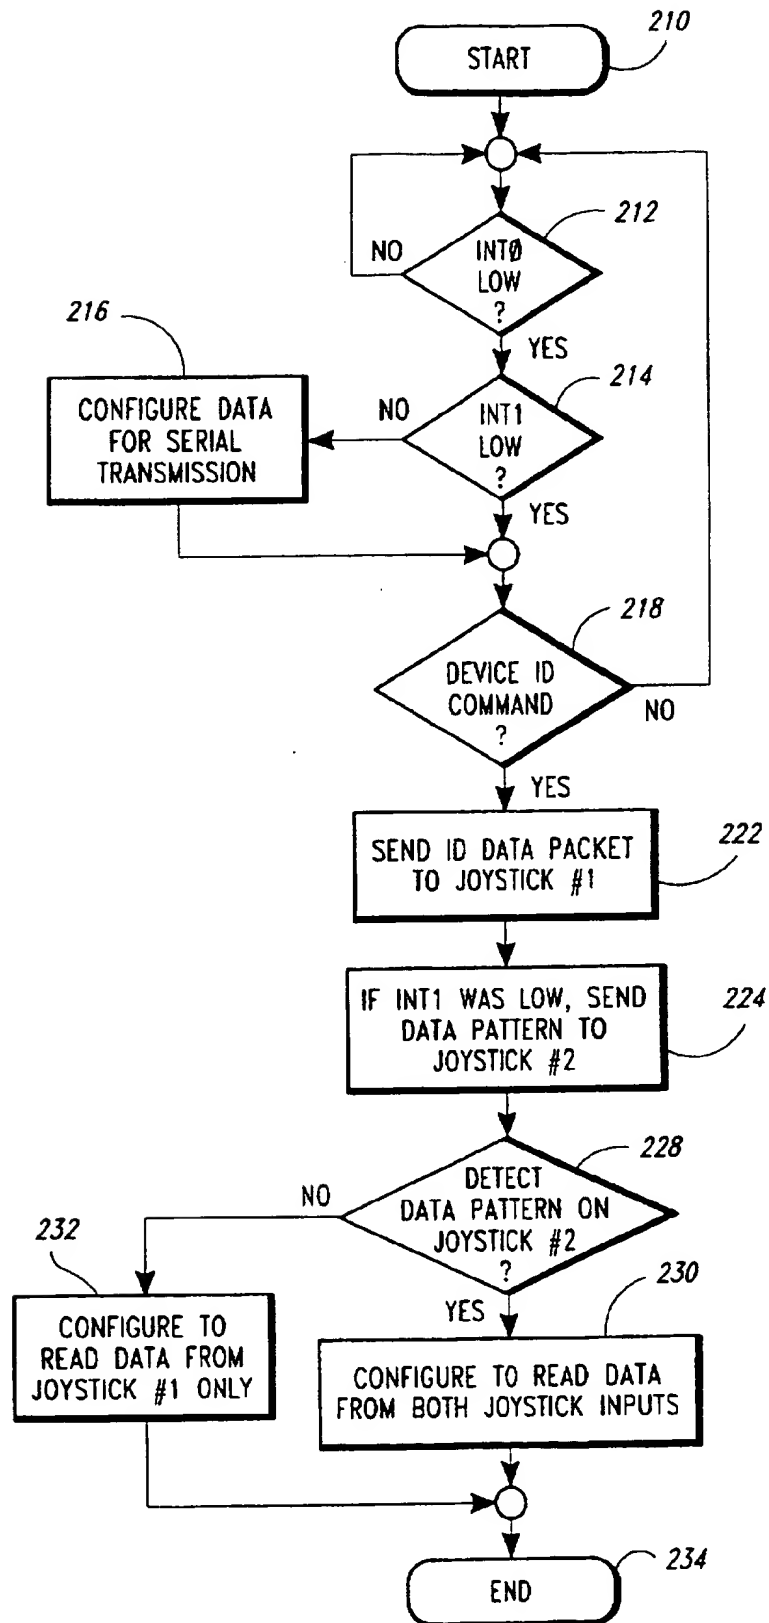 210
START
212
NO
INTØ
LOW
?
YES
216
214
CONFIGURE DATA
FOR SERIAL
TRANSMISSION
NO
INT1
LOW
?
YES
218
DEVICE ID
COMMAND
?
NO
YES
SEND ID DATA PACKET
TO JOYSTICK #1
222
IF INT1 WAS LOW, SEND
DATA PATTERN TO
JOYSTICK #2
224
228
DETECT
DATA PATTERN ON
JOYSTICK #2
?
NO
232
YES
230
CONFIGURE TO
READ DATA FROM
JOYSTICK #1 ONLY
CONFIGURE TO READ DATA
FROM BOTH JOYSTICK INPUTS
234
END